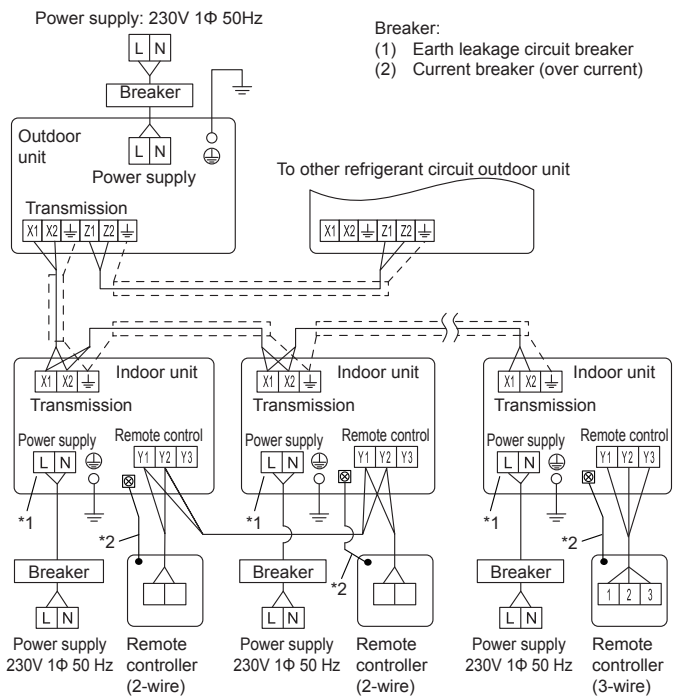 Power supply: 230V 1Φ 50Hz
L N
Breaker
Breaker:
(1) Earth leakage circuit breaker
(2) Current breaker (over current)
Outdoor
unit
L N
Power supply
Transmission
X1 X2 Z1 Z2
To other refrigerant circuit outdoor unit
X1 X2 Z1 Z2
Indoor unit
X1 X2
Transmission
Power supply
L N
Remote control
Y1 Y2 Y3
*1
*2
Breaker
L N
Power supply
230V 1Φ 50 Hz
Remote
controller
(2-wire)
Indoor unit
X1 X2
Transmission
Power supply
L N
Remote control
Y1 Y2 Y3
*1
*2
Breaker
L N
Power supply
230V 1Φ 50 Hz
Remote
controller
(2-wire)
Indoor unit
X1 X2
Transmission
Power supply
L N
Remote control
Y1 Y2 Y3
*1
*2
Breaker
L N
1 2 3
Power supply
230V 1Φ 50 Hz
Remote
controller
(3-wire)